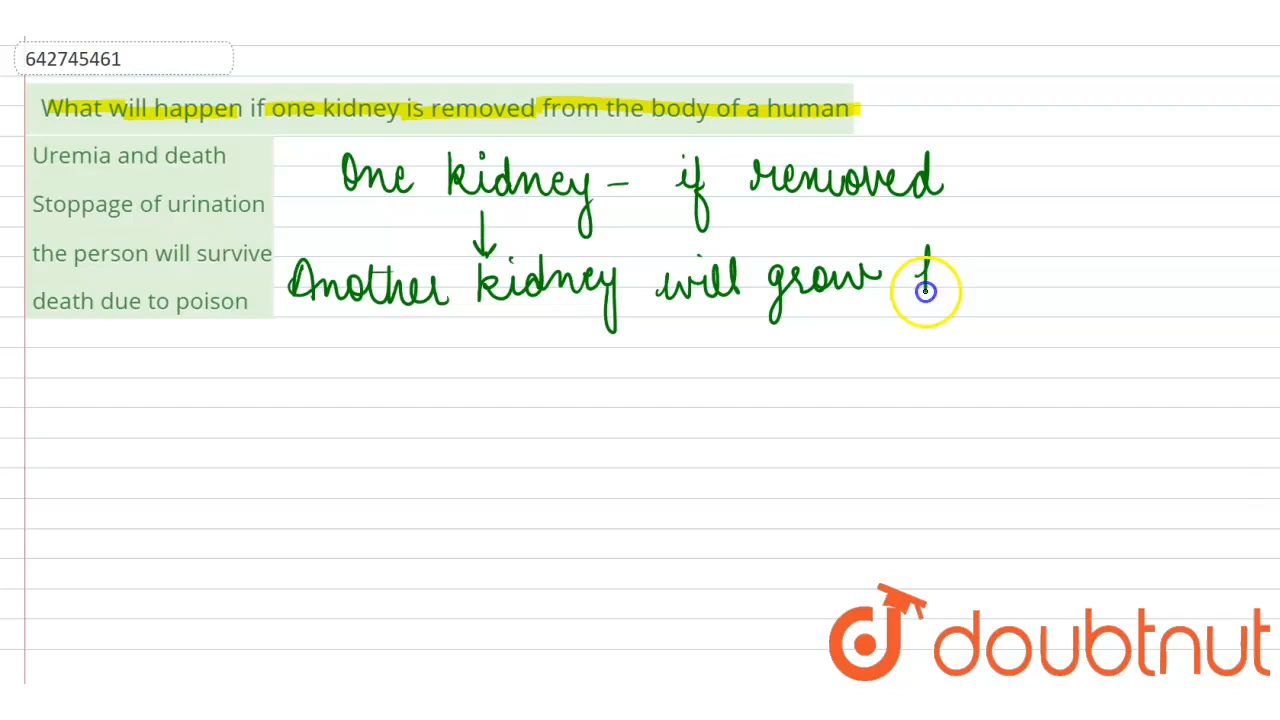 642745461
What will happen if one kidney is removed from the body of a human
Uremia and death
Stoppage of urination
the person will survive
death due to poison
One kidney - if removed
↓
Another kidney will grow
doubtnut